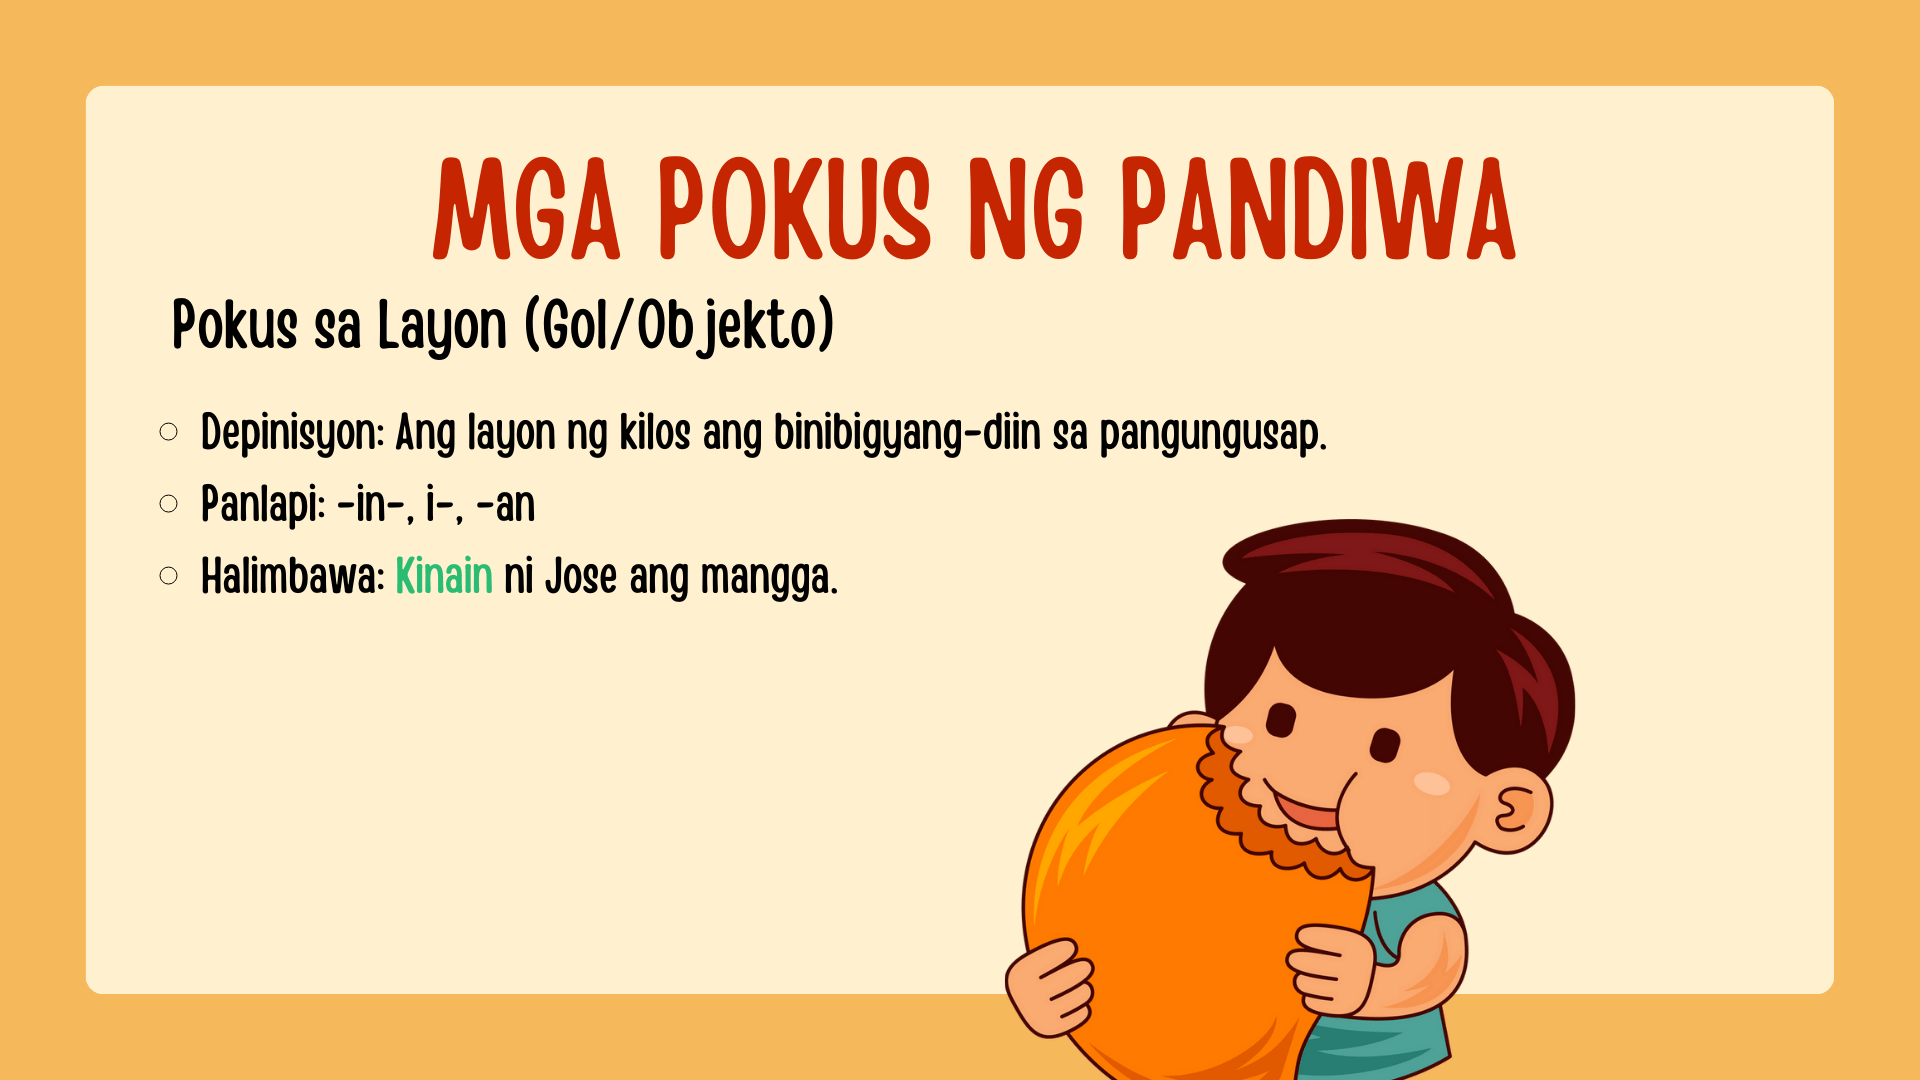 MGA POKUS NG PANDIWA
Pokus sa Layon (Gol/Objekto)
Depinisyon: Ang layon ng kilos ang binibigyang-diin sa pangungusap.
Panlapi: -in-, i-, -an
Halimbawa: Kinain ni Jose ang mangga.